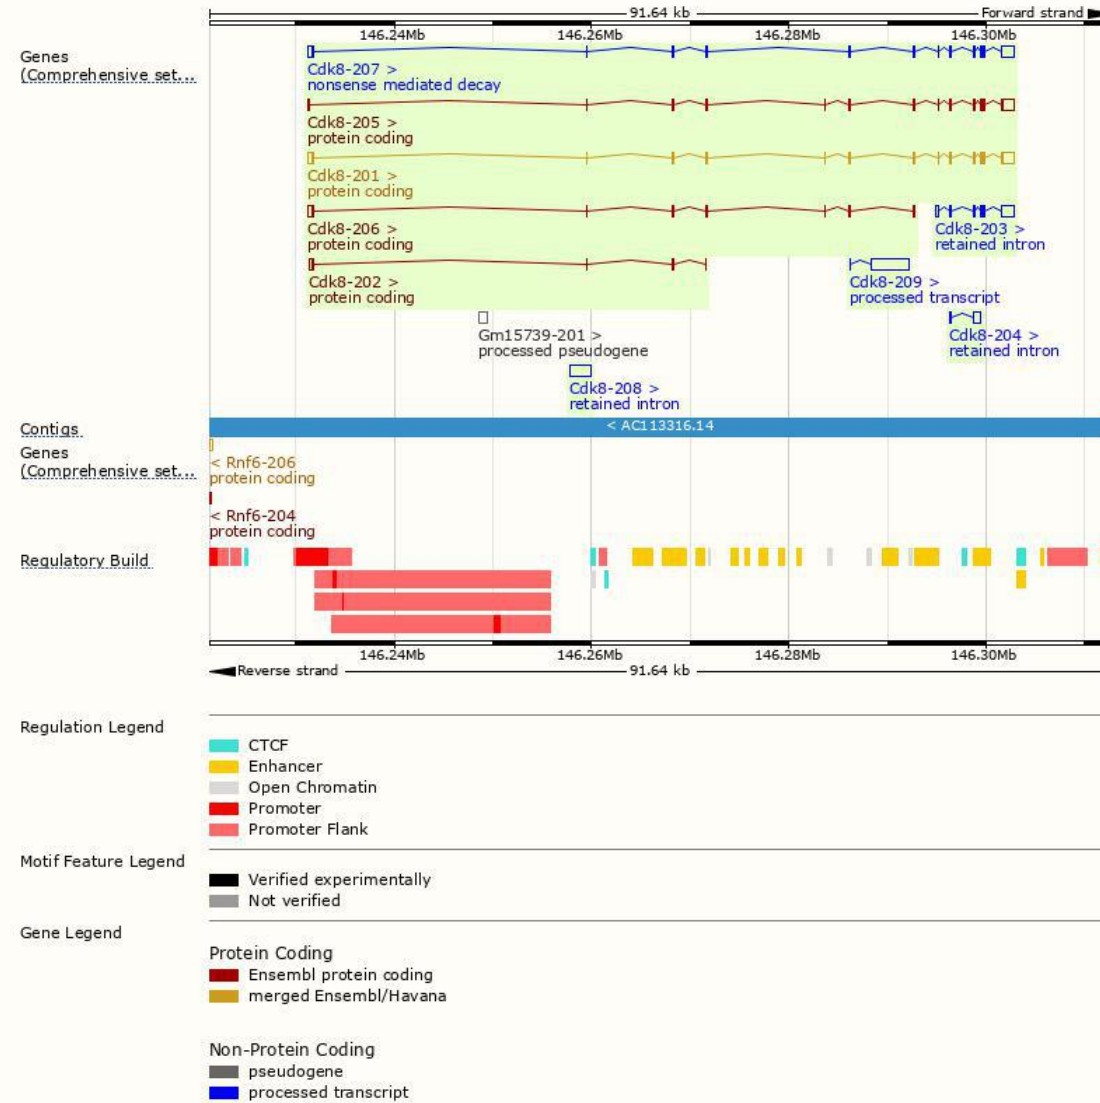 91.64 kb Forward strand
146.24Mb 146.26Mb 146.28Mb 146.30Mb
Genes
(Comprehensive set...
Cdk8-207 >
nonsense mediated decay
Cdk8-205 >
protein coding
Cdk8-201 >
protein coding
Cdk8-206 > Cdk8-203 >
protein coding retained intron
Cdk8-202 > Cdk8-209 >
protein coding processed transcript
Gm15739-201 > Cdk8-204 >
processed pseudogene retained intron
Cdk8-208 >
retained intron
Contigs < AC113316.14
Genes
(Comprehensive set...
< Rnf6-206
protein coding
< Rnf6-204
protein coding
Regulatory Build
146.24Mb 146.26Mb 146.28Mb 146.30Mb
Reverse strand 91.64 kb
Regulation Legend
CTCF
Enhancer
Open Chromatin
Promoter
Promoter Flank
Motif Feature Legend
Verified experimentally
Not verified
Gene Legend
Protein Coding
Ensembl protein coding
merged Ensembl/Havana
Non-Protein Coding
pseudogene
processed transcript